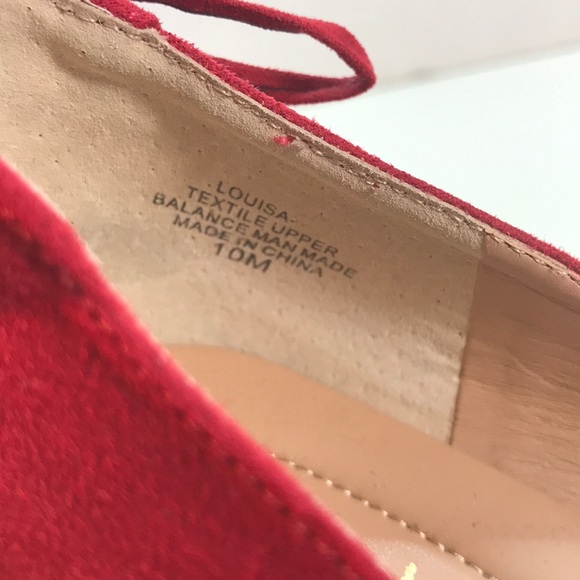 LOUISA-
TEXTILE UPPER
BALANCE MAN MADE
MADE IN CHINA
10M